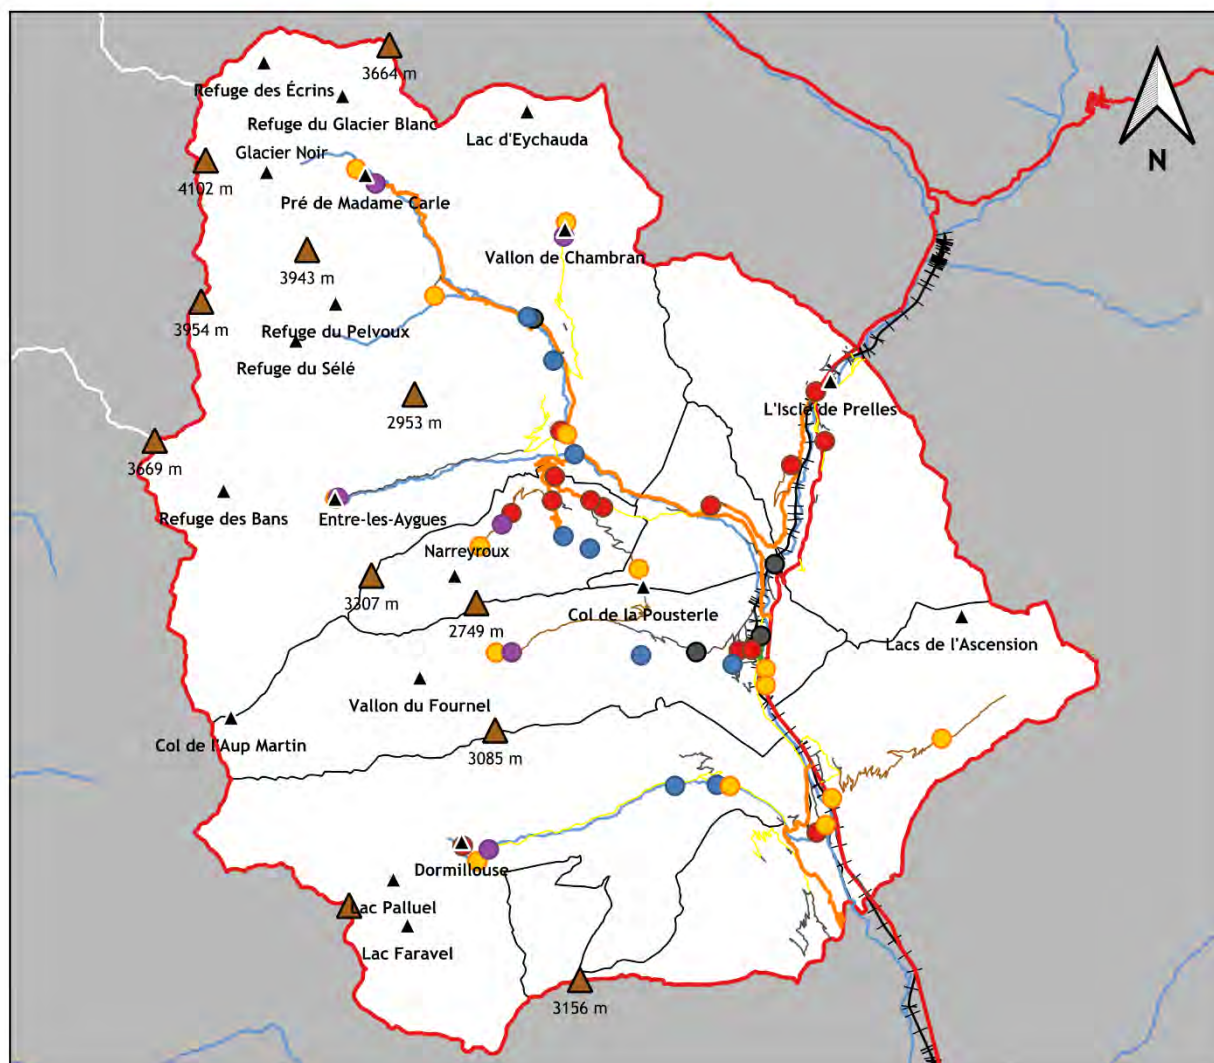 3664 m
Refuge des Écrins
Refuge du Glacier Blanc
Lac d'Eychauda
Glacier Noir
N
4102 m
Pré de Madame Carle
Vallon de Chambran
3943 m
3954 m
Refuge du Pelvoux
Refuge du Sélé
2953 m
L'Iscle de Prelles
3669 m
Refuge des Bans
Entre-les-Aygues
Narreyroux
3307 m
2749 m
Col de la Pousterle
Lacs de l'Ascension
Vallon du Fournel
Col de l'Aup Martin
3085 m
Dormillouse
Lac Palluel
Lac Faravel
3156 m